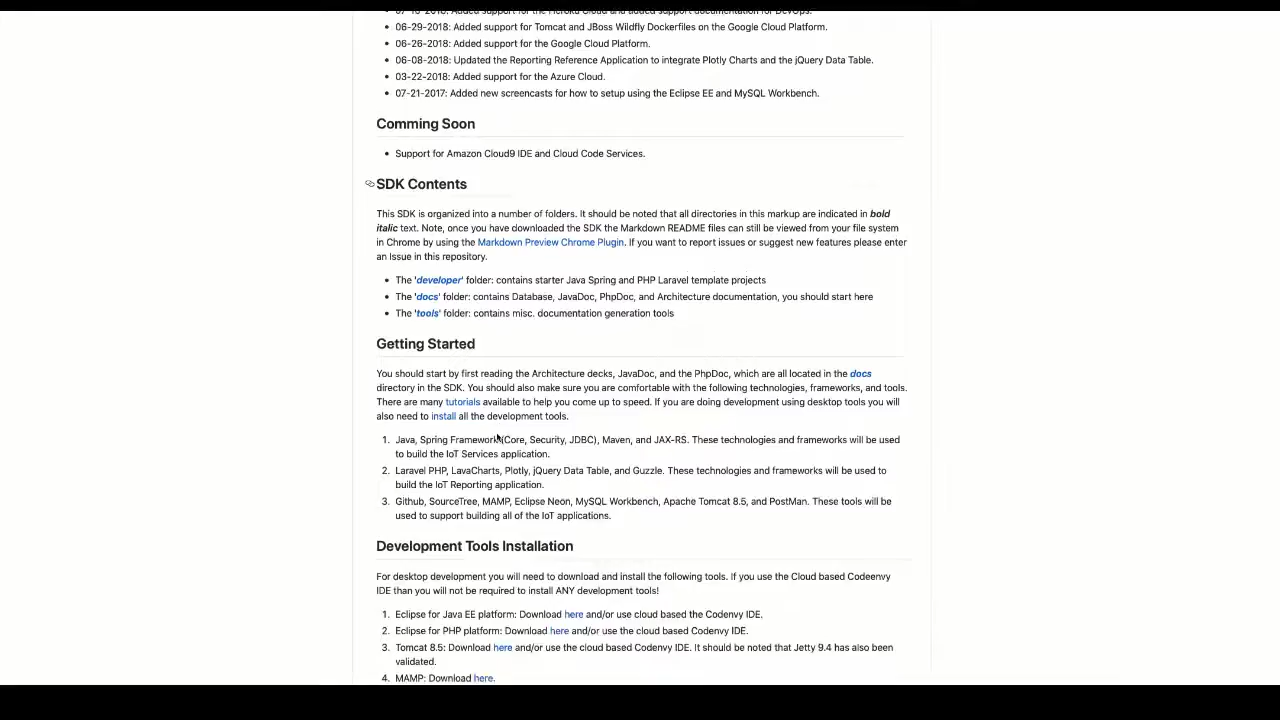 07-10-2018: Added support for the Heroku Cloud and added support documentation for DevOps.
06-29-2018: Added support for Tomcat and JBoss Wildfly Dockerfiles on the Google Cloud Platform.
06-26-2018: Added support for the Google Cloud Platform.
06-08-2018: Updated the Reporting Reference Application to integrate Plotly Charts and the jQuery Data Table.
03-22-2018: Added support for the Azure Cloud.
07-21-2017: Added new screencasts for how to setup using the Eclipse EE and MySQL Workbench.
Comming Soon
Support for Amazon Cloud9 IDE and Cloud Code Services.
SDK Contents
This SDK is organized into a number of folders. It should be noted that all directories in this markup are indicated in bold
italic text. Note, once you have downloaded the SDK the Markdown README files can still be viewed from your file system
in Chrome by using the Markdown Preview Chrome Plugin. If you want to report issues or suggest new features please enter
an Issue in this repository.
The 'developer' folder: contains starter Java Spring and PHP Laravel template projects
The 'docs' folder: contains Database, JavaDoc, PhpDoc, and Architecture documentation, you should start here
The 'tools' folder: contains misc. documentation generation tools
Getting Started
You should start by first reading the Architecture decks, JavaDoc, and the PhpDoc, which are all located in the docs
directory in the SDK. You should also make sure you are comfortable with the following technologies, frameworks, and tools.
There are many tutorials available to help you come up to speed. If you are doing development using desktop tools you will
also need to install all the development tools.
1. Java, Spring Framework (Core, Security, JDBC), Maven, and JAX-RS. These technologies and frameworks will be used
to build the IoT Services application.
2. Laravel PHP, LavaCharts, Plotly, jQuery Data Table, and Guzzle. These technologies and frameworks will be used to
build the IoT Reporting application.
3. Github, SourceTree, MAMP, Eclipse Neon, MySQL Workbench, Apache Tomcat 8.5, and PostMan. These tools will be
used to support building all of the IoT applications.
Development Tools Installation
For desktop development you will need to download and install the following tools. If you use the Cloud based Codeenvy
IDE than you will not be required to install ANY development tools!
1. Eclipse for Java EE platform: Download here and/or use cloud based the Codenvy IDE.
2. Eclipse for PHP platform: Download here and/or use the cloud based Codenvy IDE.
3. Tomcat 8.5: Download here and/or use the cloud based Codenvy IDE. It should be noted that Jetty 9.4 has also been
validated.
4. MAMP: Download here.